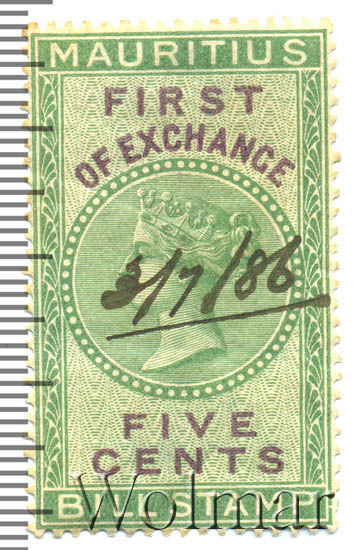 MAURITIUS
FIRST
OF EXCHANGE
3/7/86
FIVE
CENTS
BILL STAMP
Wolmar